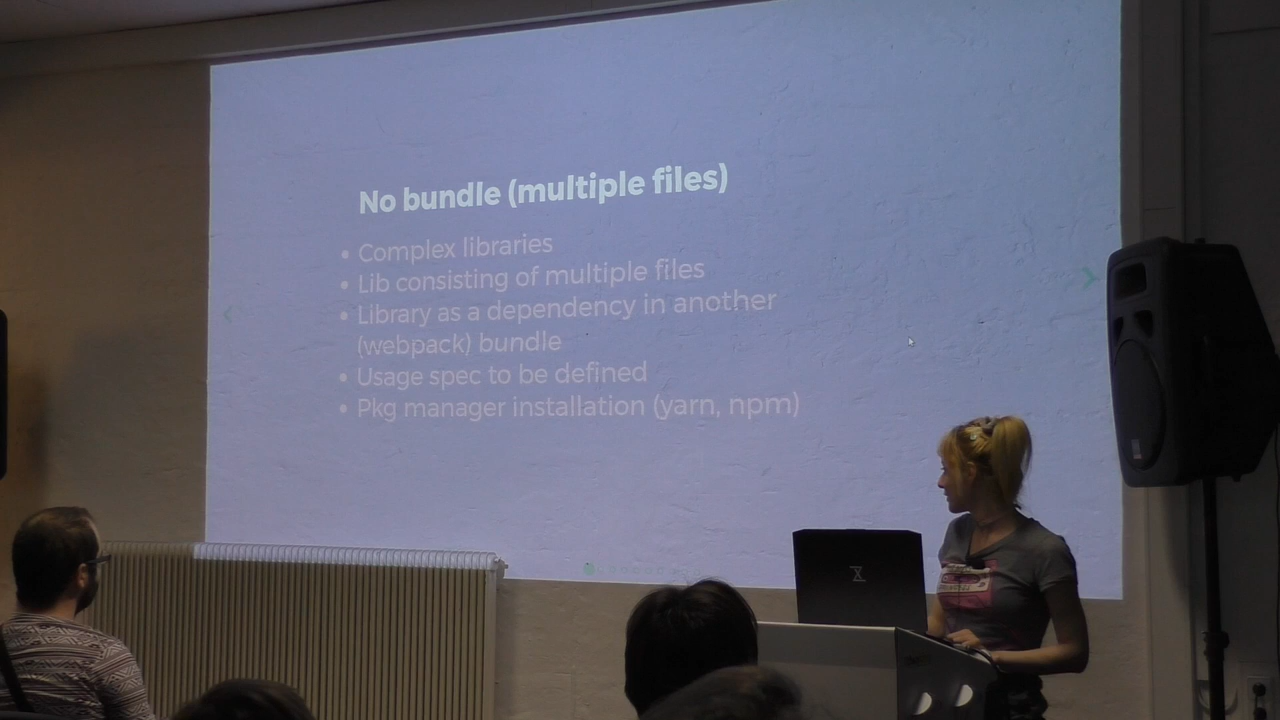 No bundle (multiple files)
• Complex libraries
• Lib consisting of multiple files
• Library as a dependency in another
(webpack) bundle
• Usage spec to be defined
• Pkg manager installation (yarn, npm)